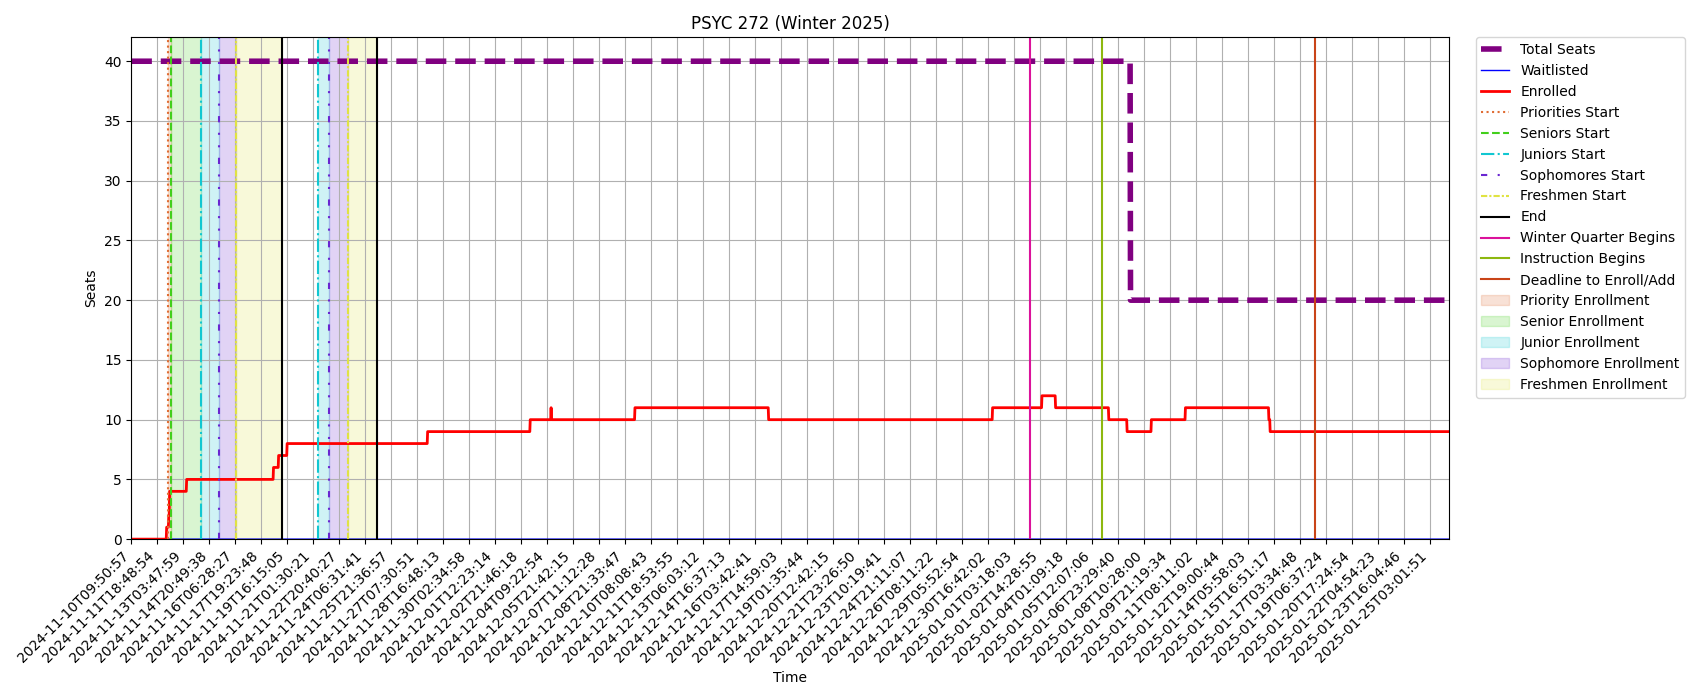 PSYC 272 (Winter 2025)
Seats
40
35
30
25
20
15
10
5
0
2024-11-10T09:50:57
2024-11-11T18:48:54
2024-11-13T03:47:59
2024-11-14T20:49:38
2024-11-16T06:28:27
2024-11-17T19:23:48
2024-11-19T16:15:05
2024-11-21T01:30:21
2024-11-22T20:40:27
2024-11-24T06:31:41
2024-11-25T21:36:57
2024-11-27T07:30:51
2024-11-28T16:48:13
2024-11-30T02:34:58
2024-12-01T12:23:14
2024-12-02T21:46:18
2024-12-04T09:22:54
2024-12-05T21:42:15
2024-12-07T11:12:28
2024-12-08T21:33:47
2024-12-10T08:08:43
2024-12-11T18:53:55
2024-12-13T06:03:12
2024-12-14T16:37:13
2024-12-16T03:42:41
2024-12-17T14:59:03
2024-12-19T01:35:44
2024-12-20T12:42:15
2024-12-21T23:26:50
2024-12-23T10:19:41
2024-12-24T21:11:07
2024-12-26T08:11:22
2024-12-29T05:52:54
2024-12-30T16:42:02
2025-01-01T03:18:03
2025-01-02T14:28:55
2025-01-04T01:09:18
2025-01-05T12:07:06
2025-01-06T23:29:40
2025-01-08T10:28:00
2025-01-09T21:19:34
2025-01-11T08:11:02
2025-01-12T19:00:44
2025-01-14T05:58:03
2025-01-15T16:51:17
2025-01-17T03:34:48
2025-01-19T06:37:24
2025-01-20T17:24:54
2025-01-22T04:54:23
2025-01-23T16:04:46
2025-01-25T03:01:51
Time
Total Seats
Waitlisted
Enrolled
Priorities Start
Seniors Start
Juniors Start
Sophomores Start
Freshmen Start
End
Winter Quarter Begins
Instruction Begins
Deadline to Enroll/Add
Priority Enrollment
Senior Enrollment
Junior Enrollment
Sophomore Enrollment
Freshmen Enrollment